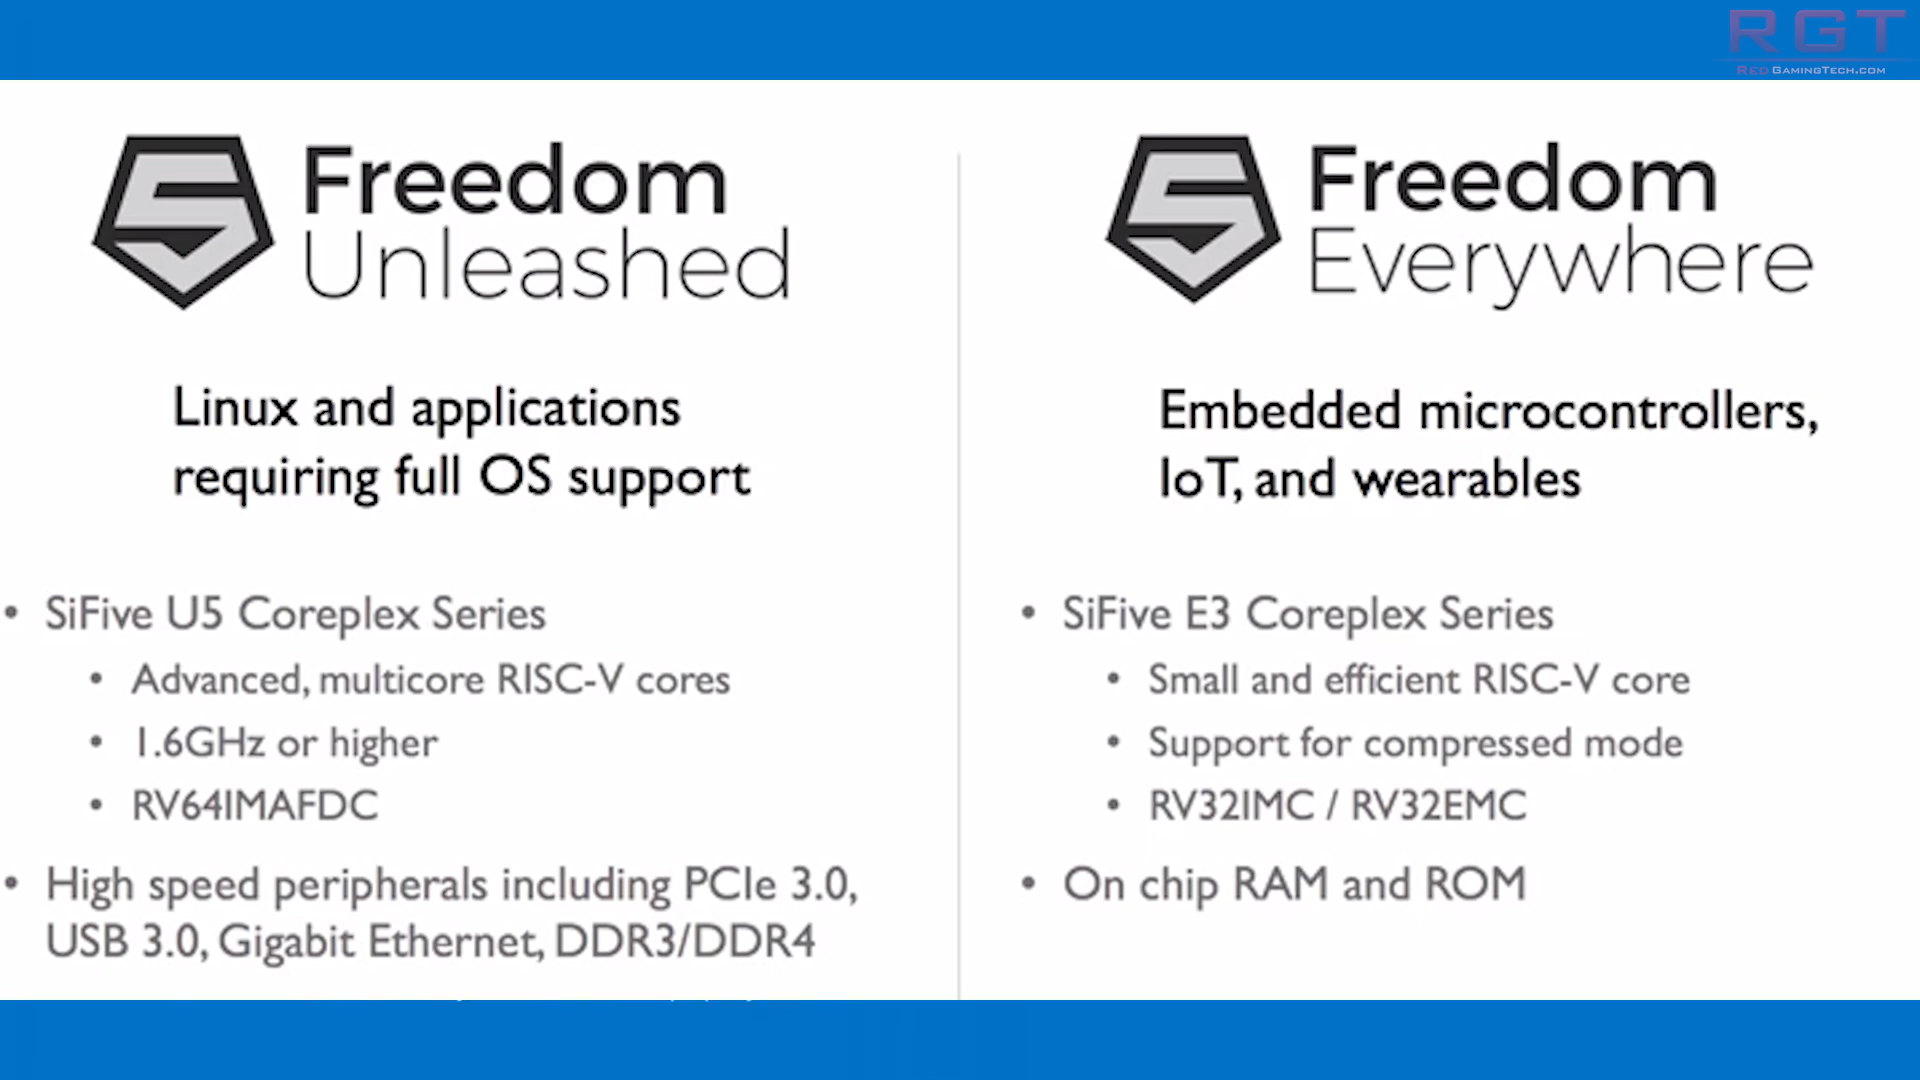 RGT
RedGamingTech.com
Freedom
Unleashed
Linux and applications
requiring full OS support
• SiFive U5 Coreplex Series
• Advanced, multicore RISC-V cores
• 1.6GHz or higher
• RV64IMAFDC
• High speed peripherals including PCIe 3.0,
USB 3.0, Gigabit Ethernet, DDR3/DDR4
Freedom
Everywhere
Embedded microcontrollers,
IoT, and wearables
• SiFive E3 Coreplex Series
• Small and efficient RISC-V core
• Support for compressed mode
• RV32IMC / RV32EMC
• On chip RAM and ROM